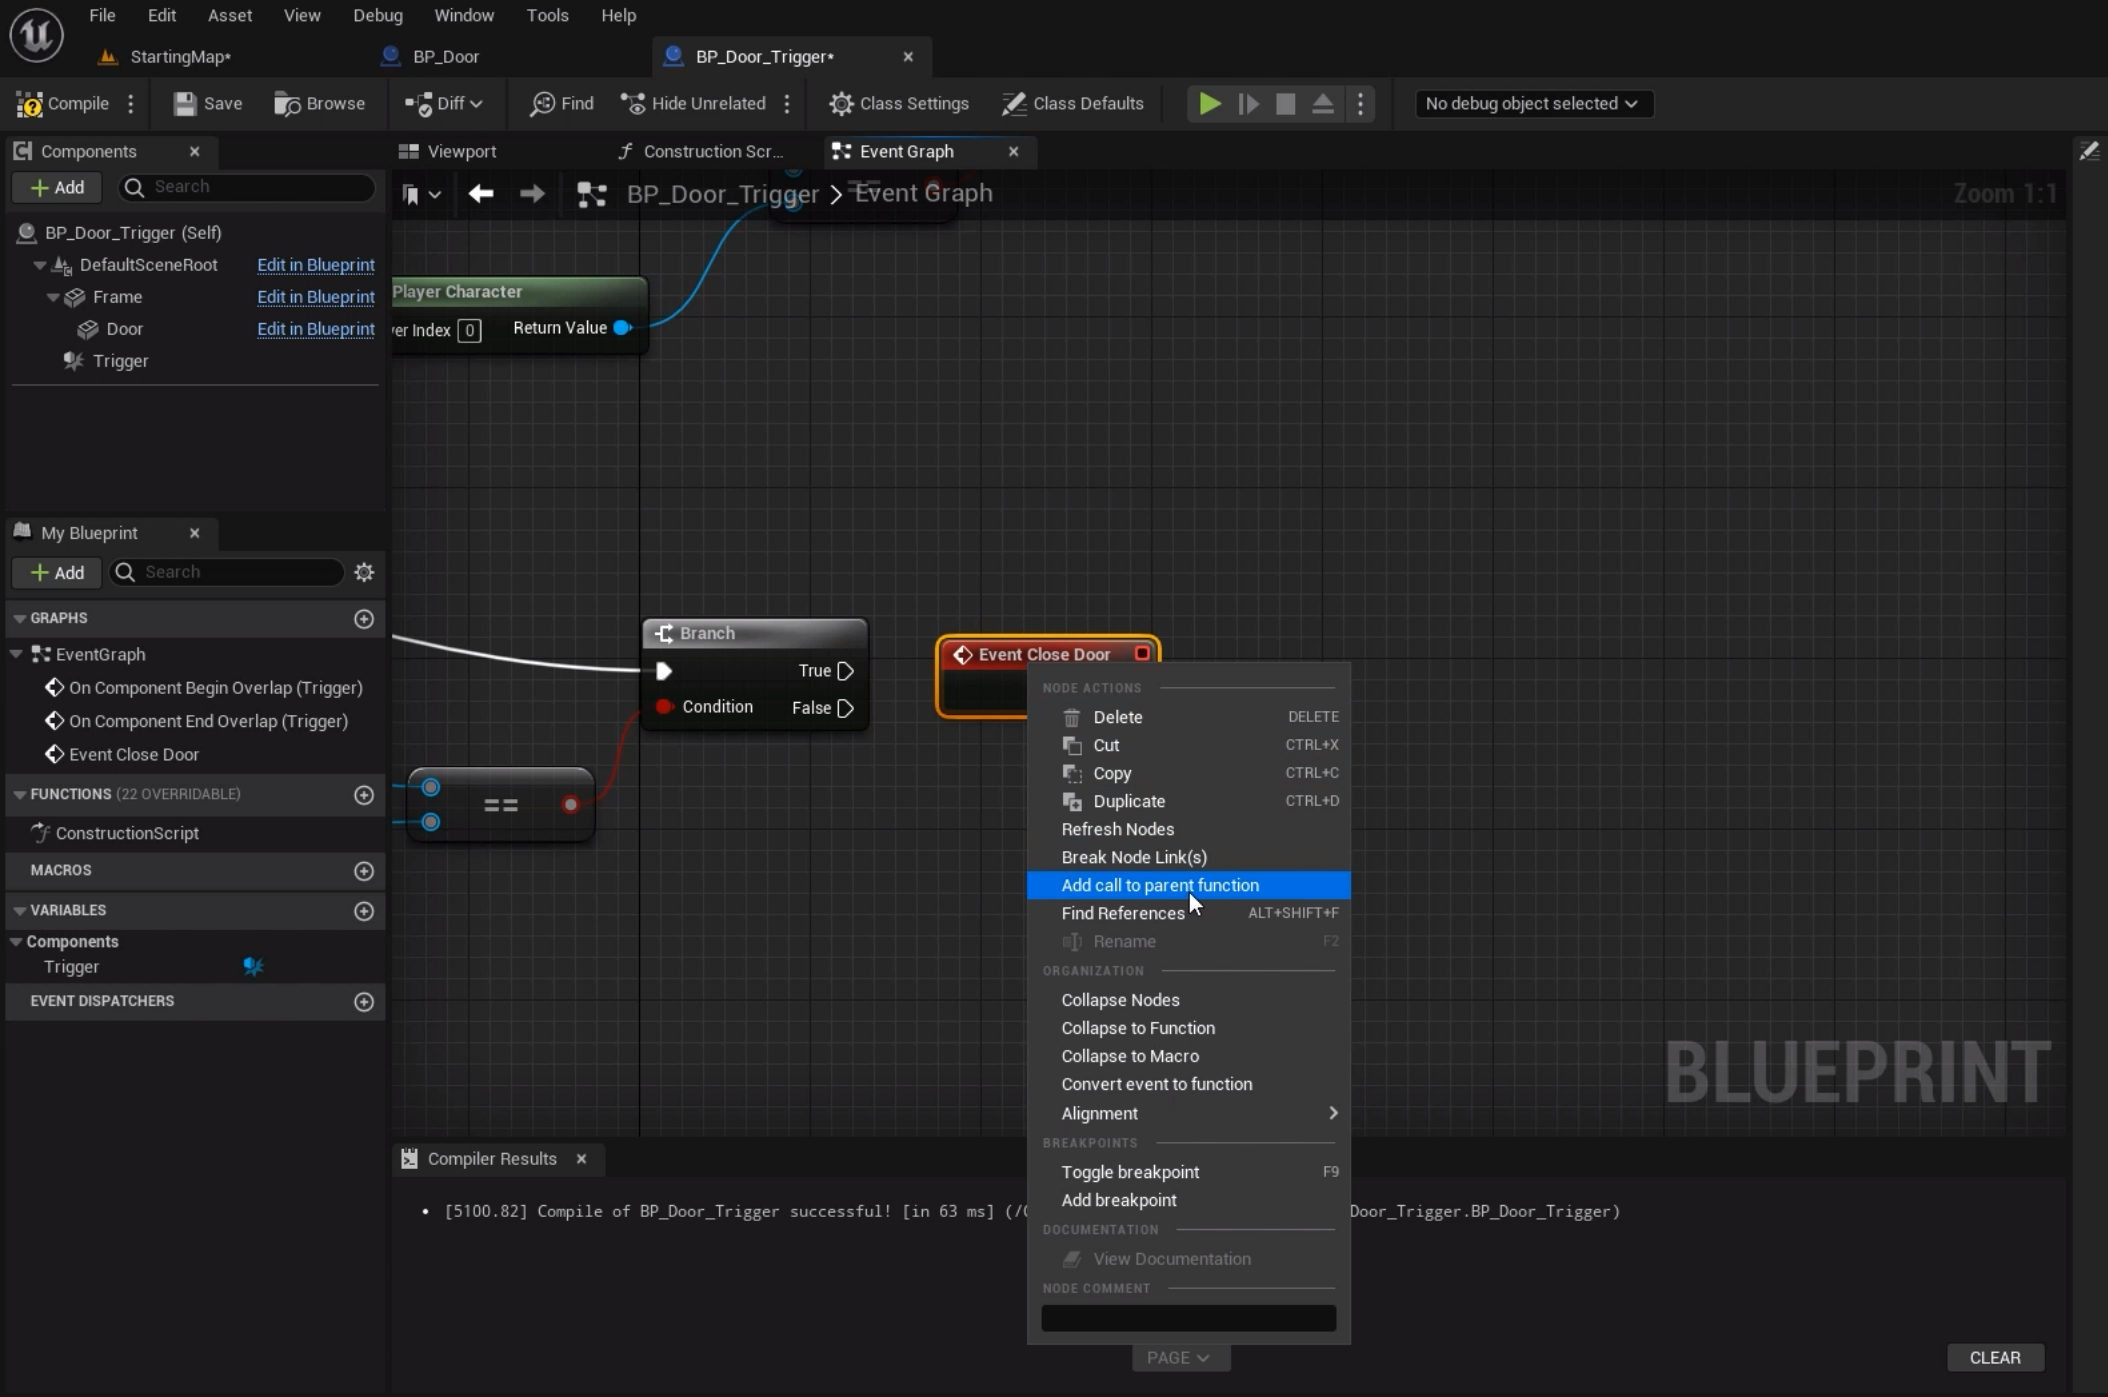 File Edit Asset View Debug Window Tools Help
StartingMap* BP_Door BP_Door_Trigger*
Compile Save Browse Diff Find Hide Unrelated Class Settings Class Defaults No debug object selected
Components
Add Search
BP_Door_Trigger (Self)
DefaultSceneRoot Edit in Blueprint
Frame Edit in Blueprint
Door Edit in Blueprint
Trigger
My Blueprint
Add Search
GRAPHS
EventGraph
On Component Begin Overlap (Trigger)
On Component End Overlap (Trigger)
Event Close Door
FUNCTIONS (22 OVERRIDABLE)
ConstructionScript
MACROS
VARIABLES
Components
Trigger
EVENT DISPATCHERS
Viewport Construction Scr... Event Graph
BP_Door_Trigger > Event Graph Zoom 1:1
==
Player Character
er Index 0 Return Value
Branch
True
Condition False
==
Event Close Door
NODE ACTIONS
Delete DELETE
Cut CTRL+X
Copy CTRL+C
Duplicate CTRL+D
Refresh Nodes
Break Node Link(s)
Add call to parent function
Find References ALT+SHIFT+F
Rename F2
ORGANIZATION
Collapse Nodes
Collapse to Function
Collapse to Macro
Convert event to function
Alignment
BREAKPOINTS
Toggle breakpoint F9
Add breakpoint
DOCUMENTATION
View Documentation
NODE COMMENT
BLUEPRINT
Compiler Results
• [5100.82] Compile of BP_Door_Trigger successful! [in 63 ms] (/ Door_Trigger.BP_Door_Trigger)
PAGE CLEAR